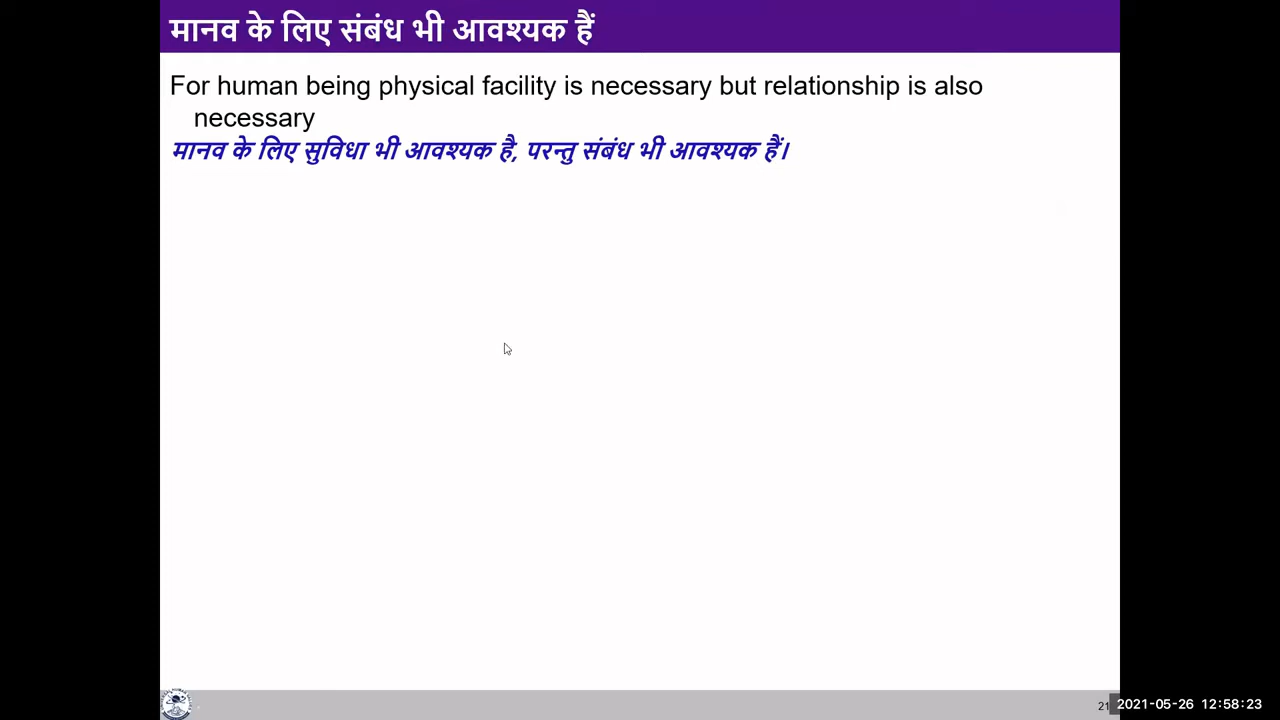 मानव के लिए संबंध भी आवश्यक हैं
For human being physical facility is necessary but relationship is also
necessary
मानव के लिए सुविधा भी आवश्यक है, परन्तु संबंध भी आवश्यक हैं।
21
2021-05-26 12:58:23